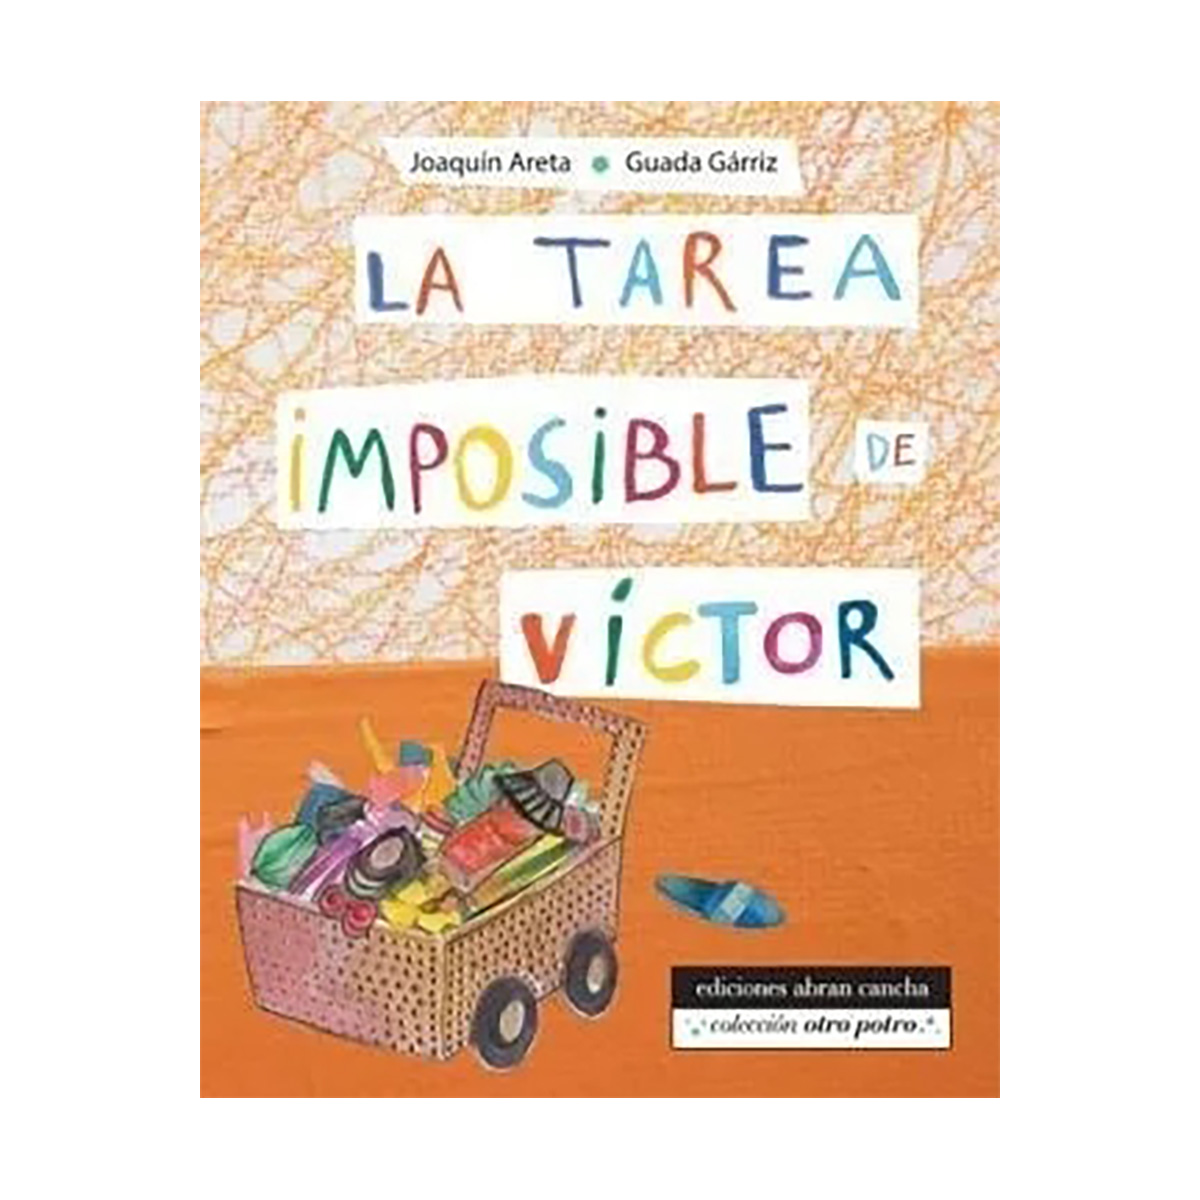 Joaquín Areta • Guada Gárriz
LA TAREA
iMPOSiBLE DE
VÍCTOR
ediciones abran cancha
colección otro potro